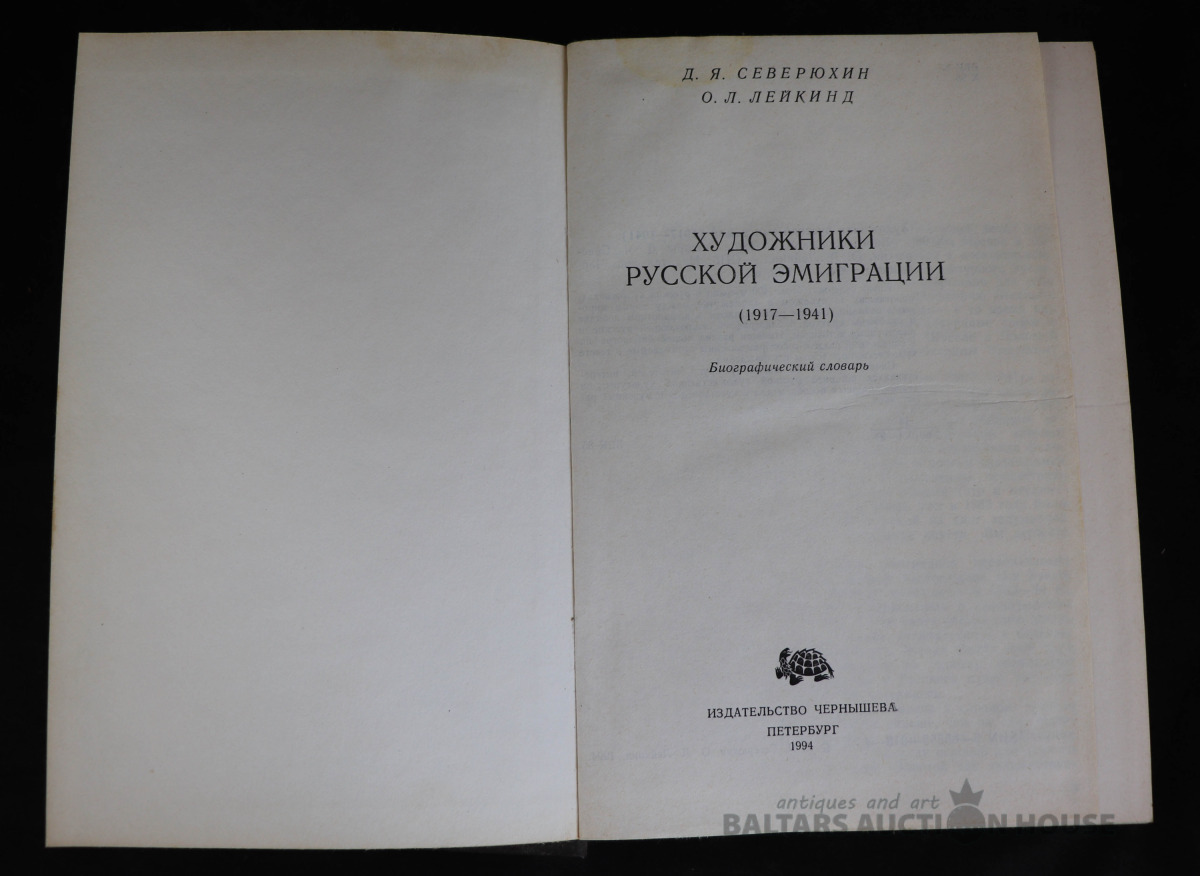 Д. Я. СЕВЕРЮХИН
О. Л. ЛЕЙКИНД
ХУДОЖНИКИ
РУССКОЙ ЭМИГРАЦИИ
(1917—1941)
Биографический словарь
ИЗДАТЕЛЬСТВО ЧЕРНЫШЕВА
ПЕТЕРБУРГ
1994
antiques and art
BALTARS AUCTION HOUSE